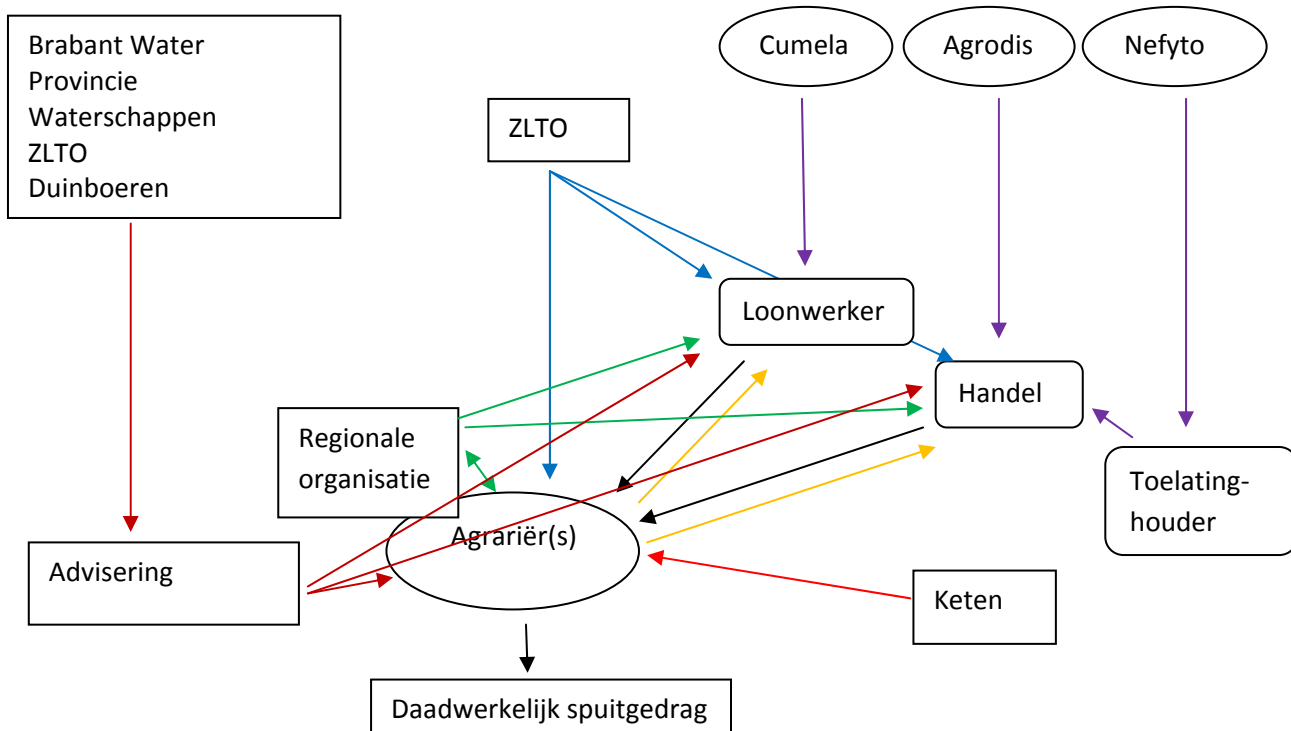 Brabant Water
Provincie
Waterschappen
ZLTO
Duinboeren
Cumela
Agrodis
Nefyto
ZLTO
Loonwerker
Handel
Regionale
organisatie
Toelating-
houder
Agrariër(s)
Advisering
Keten
Daadwerkelijk spuitgedrag